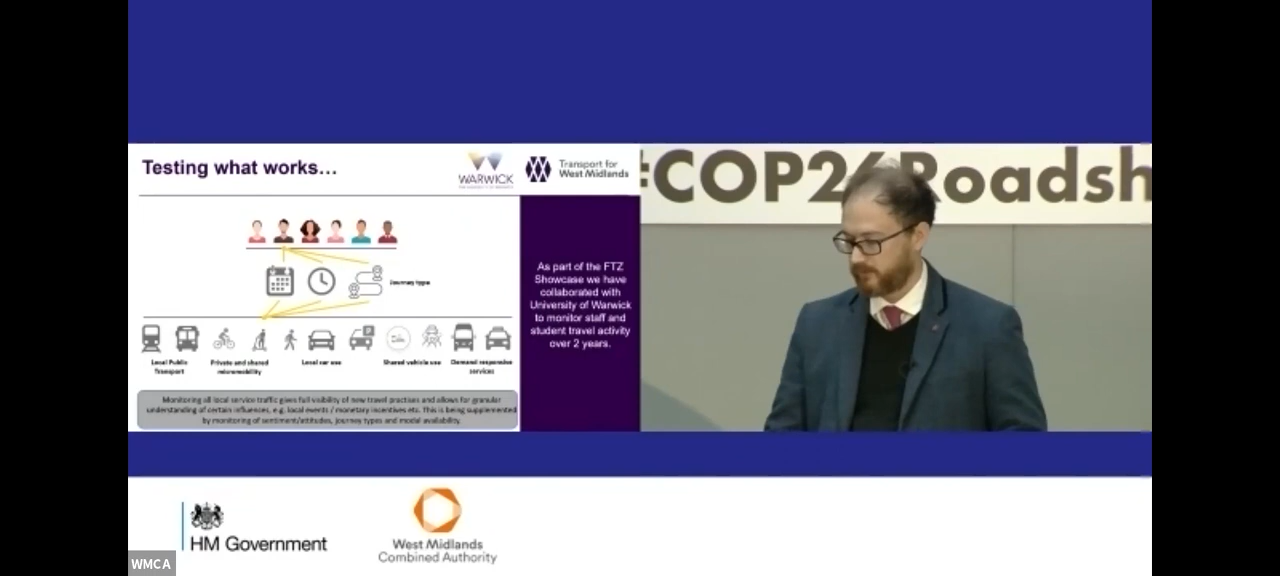 Testing what works...
WARWICK
THE UNIVERSITY OF WARWICK
Transport for
West Midlands
#COP26Roadsh
Journey type
As part of the FTZ
Showcase we have
collaborated with
University of Warwick
to monitor staff and
student travel activity
over 2 years.
Local Public
Transport
Private and shared
micromobility
Local car use
Shared vehicle use
Demand responsive
services
Monitoring all local service traffic gives full visibility of new travel practises and allows for granular
understanding of certain influences, e.g. local events / monetary incentives etc. This is being supplemented
by monitoring of sentiment/attitudes, journey types and modal availability.
HM Government
West Midlands
Combined Authority
WMCA